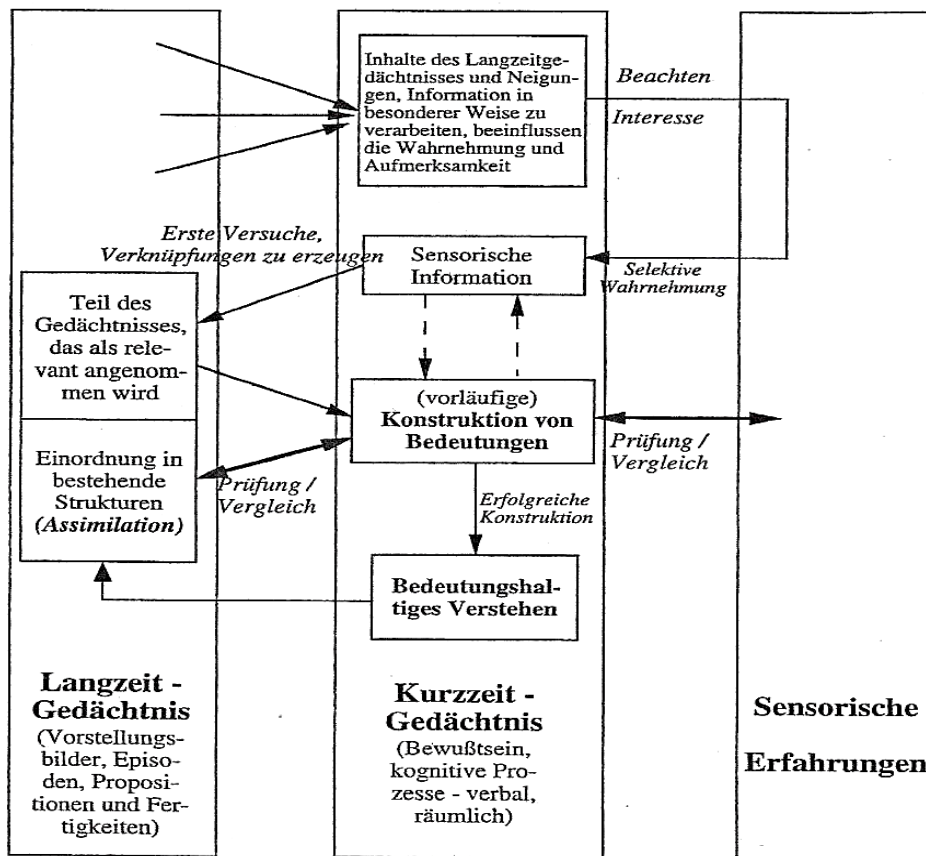 Inhalte des Langzeitge-
dächtnisses und Neigun-
gen, Information in
besonderer Weise zu
verarbeiten, beeinflussen
die Wahrnehmung und
Aufmerksamkeit
Beachten
Interesse
Erste Versuche,
Verknüpfungen zu erzeugen
Sensorische
Information
Selektive
Wahrnehmung
Teil des
Gedächtnisses,
das als rele-
vant angenom-
men wird
(vorläufige)
Konstruktion von
Bedeutungen
Prüfung /
Vergleich
Einordnung in
bestehende
Strukturen
(Assimilation)
Prüfung /
Vergleich
Erfolgreiche
Konstruktion
Bedeutungshal-
tiges Verstehen
Langzeit -
Gedächtnis
(Vorstellungs-
bilder, Episo-
den, Proposi-
tionen und Fer-
tigkeiten)
Kurzzeit -
Gedächtnis
(Bewußtsein,
kognitive Pro-
zesse - verbal,
räumlich)
Sensorische
Erfahrungen